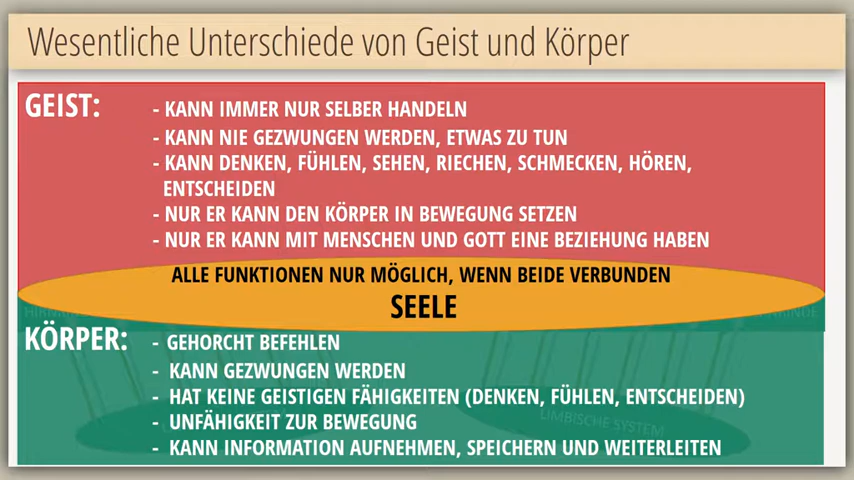 Wesentliche Unterschiede von Geist und Körper
GEIST:
- KANN IMMER NUR SELBER HANDELN
- KANN NIE GEZWUNGEN WERDEN, ETWAS ZU TUN
- KANN DENKEN, FÜHLEN, SEHEN, RIECHEN, SCHMECKEN, HÖREN,
ENTSCHEIDEN
- NUR ER KANN DEN KÖRPER IN BEWEGUNG SETZEN
- NUR ER KANN MIT MENSCHEN UND GOTT EINE BEZIEHUNG HABEN
ALLE FUNKTIONEN NUR MÖGLICH, WENN BEIDE VERBUNDEN
SEELE
KÖRPER:
- GEHORCHT BEFEHLEN
- KANN GEZWUNGEN WERDEN
- HAT KEINE GEISTIGEN FÄHIGKEITEN (DENKEN, FÜHLEN, ENTSCHEIDEN)
- UNFÄHIGKEIT ZUR BEWEGUNG
LIMBISCHE SYSTEM
- KANN INFORMATION AUFNEHMEN, SPEICHERN UND WEITERLEITEN